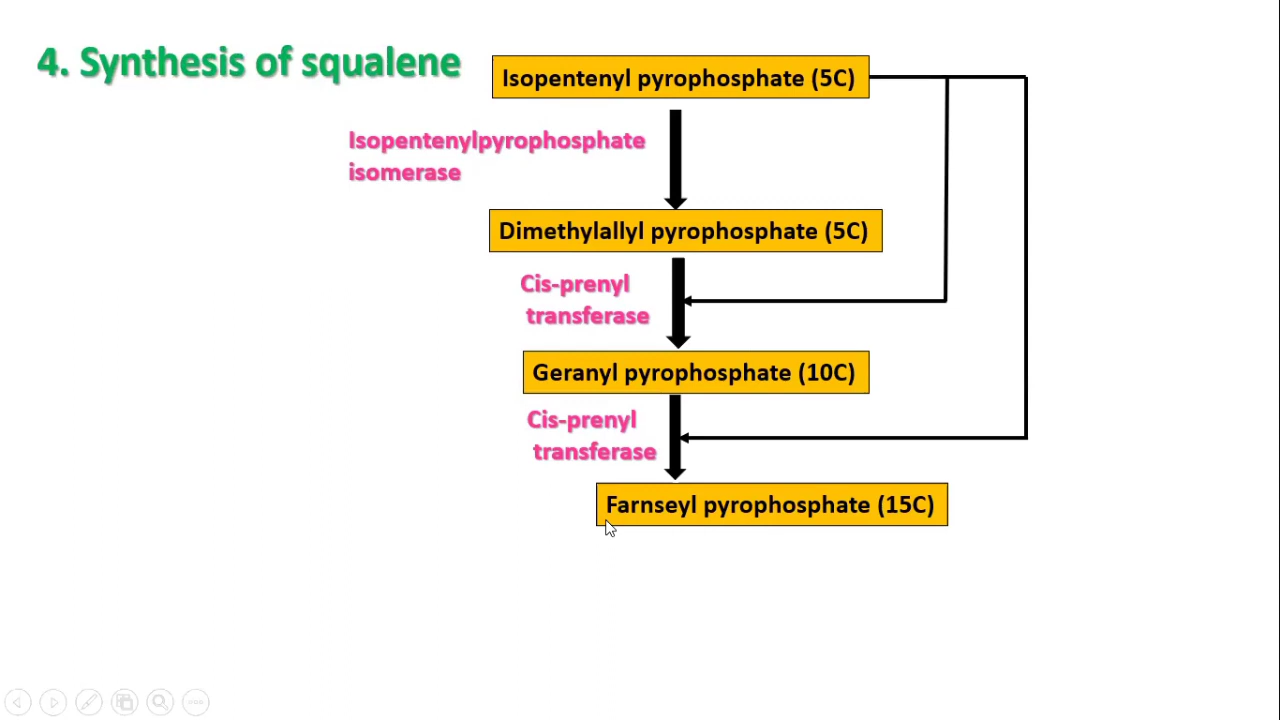 4. Synthesis of squalene
Isopentenyl pyrophosphate (5C)
Isopentenylpyrophosphate
isomerase
Dimethylallyl pyrophosphate (5C)
Cis-prenyl
transferase
Geranyl pyrophosphate (10C)
Cis-prenyl
transferase
Farnseyl pyrophosphate (15C)